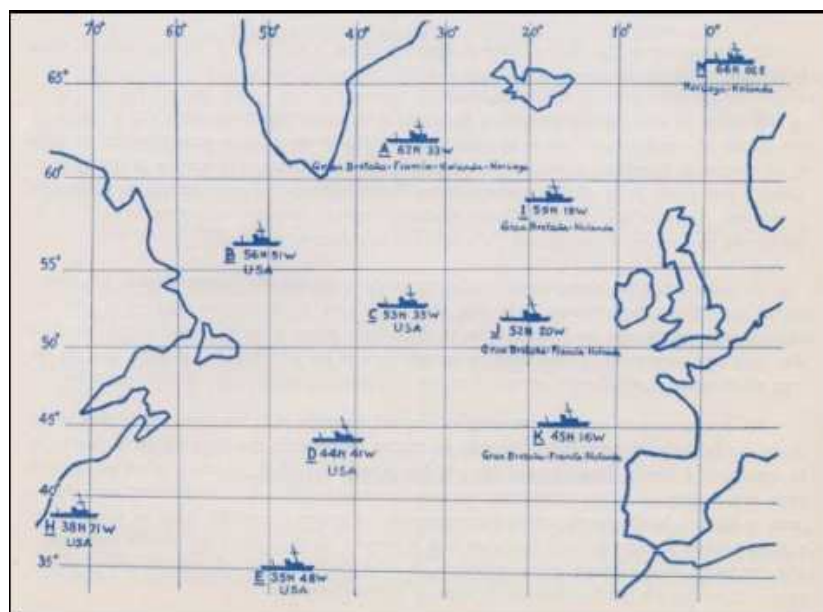 70° 60° 50° 40° 30° 20° 10° 0°
65°
M 66N 02E
Noruega-Holanda
A 62N 33W
Gran Bretaña-Francia-Holanda-Noruega
60°
I 59N 19W
Gran Bretaña-Holanda
B 56N 51W
USA
55°
C 53N 35W
USA
J 52N 20W
50°
Gran Bretaña-Francia Holanda
45°
K 45N 16W
D 44N 41W
USA
Gran Bretaña-Francia Holanda
40°
H 38N 71W
USA
35°
E 35N 48W
USA